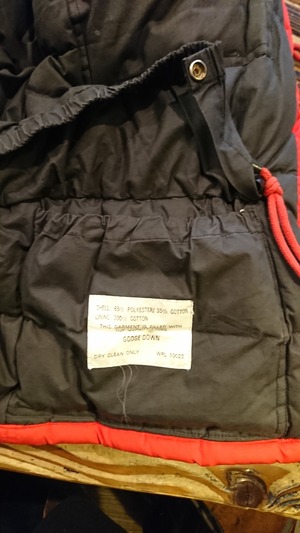 SHELL 65% POLYESTER& 35% COTTON
LINING 100% COTTON
THIS GARMENT IS FILLED WITH
GOOSE DOWN
DRY CLEAN ONLY WPL